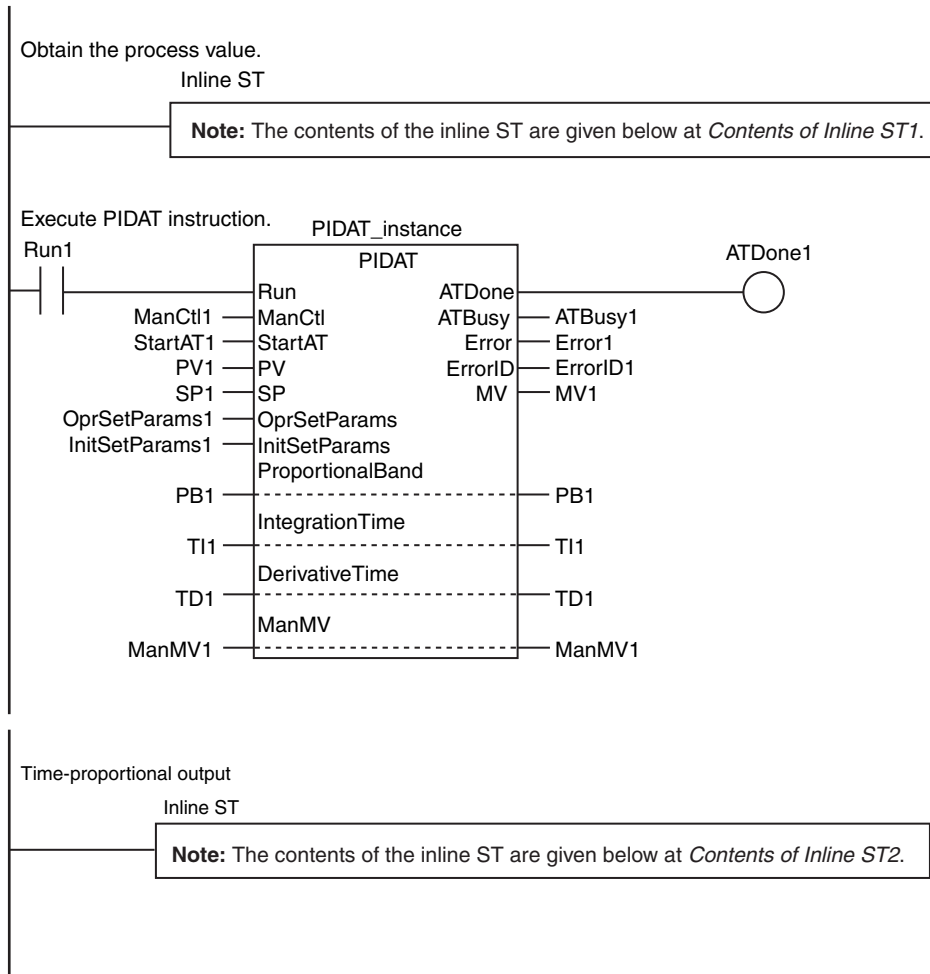 Obtain the process value.
Inline ST
Note: The contents of the inline ST are given below at Contents of Inline ST1.
Execute PIDAT instruction.
PIDAT_instance
Run1
PIDAT
ATDone1
Run ATDone
ManCtl1 ManCtl ATBusy ATBusy1
StartAT1 StartAT Error Error1
PV1 PV ErrorID ErrorID1
SP1 SP MV MV1
OprSetParams1 OprSetParams
InitSetParams1 InitSetParams
ProportionalBand
PB1 PB1
IntegrationTime
TI1 TI1
DerivativeTime
TD1 TD1
ManMV
ManMV1 ManMV1
Time-proportional output
Inline ST
Note: The contents of the inline ST are given below at Contents of Inline ST2.